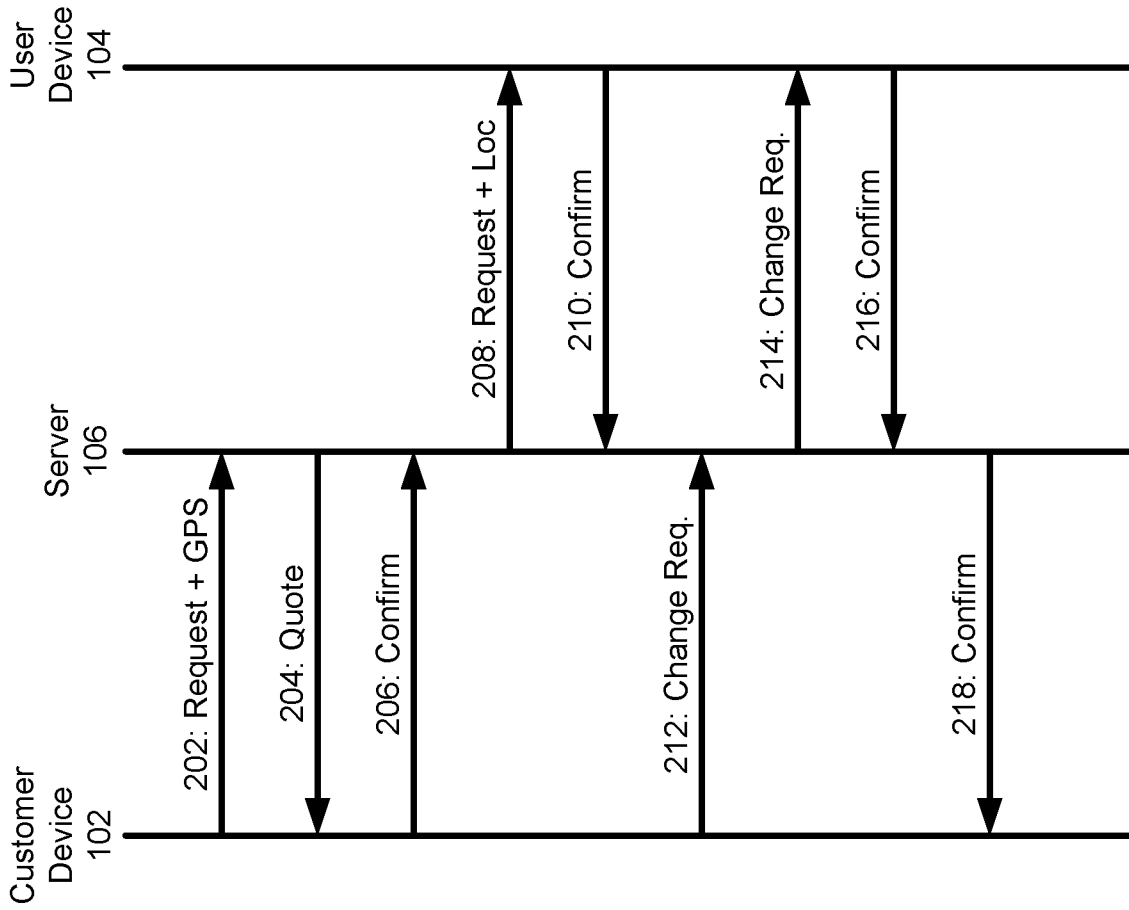 Customer
Device
102
Server
106
User
Device
104
202: Request + GPS
204: Quote
206: Confirm
208: Request + Loc
210: Confirm
212: Change Req.
214: Change Req.
216: Confirm
218: Confirm